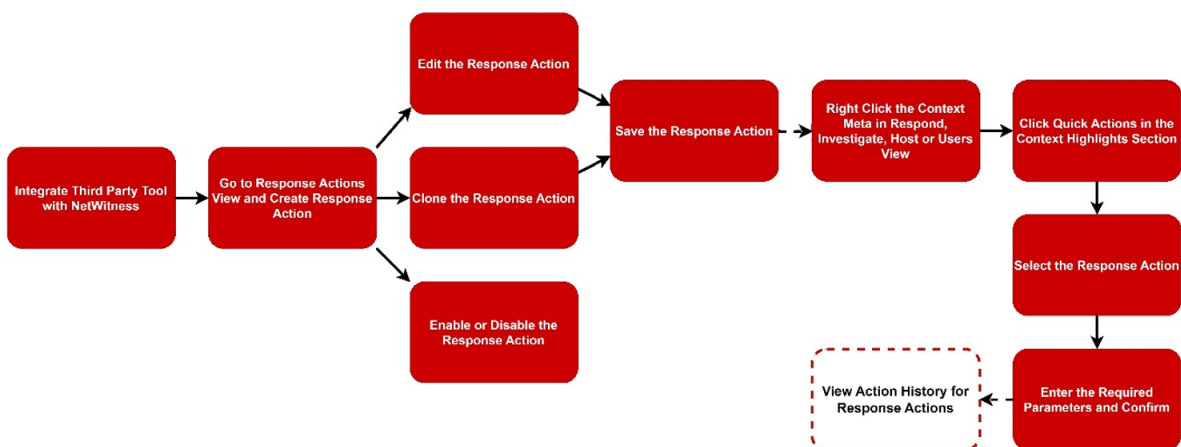 Edit the Response Action
Save the Response Action
Right Click the Context
Meta in Respond,
Investigate, Host or Users
View
Click Quick Actions in the
Context Highlights Section
Integrate Third Party Tool
with NetWitness
Go to Response Actions
View and Create Response
Action
Clone the Response Action
Select the Response Action
Enable or Disable the
Response Action
View Action History for
Response Actions
Enter the Required
Parameters and Confirm